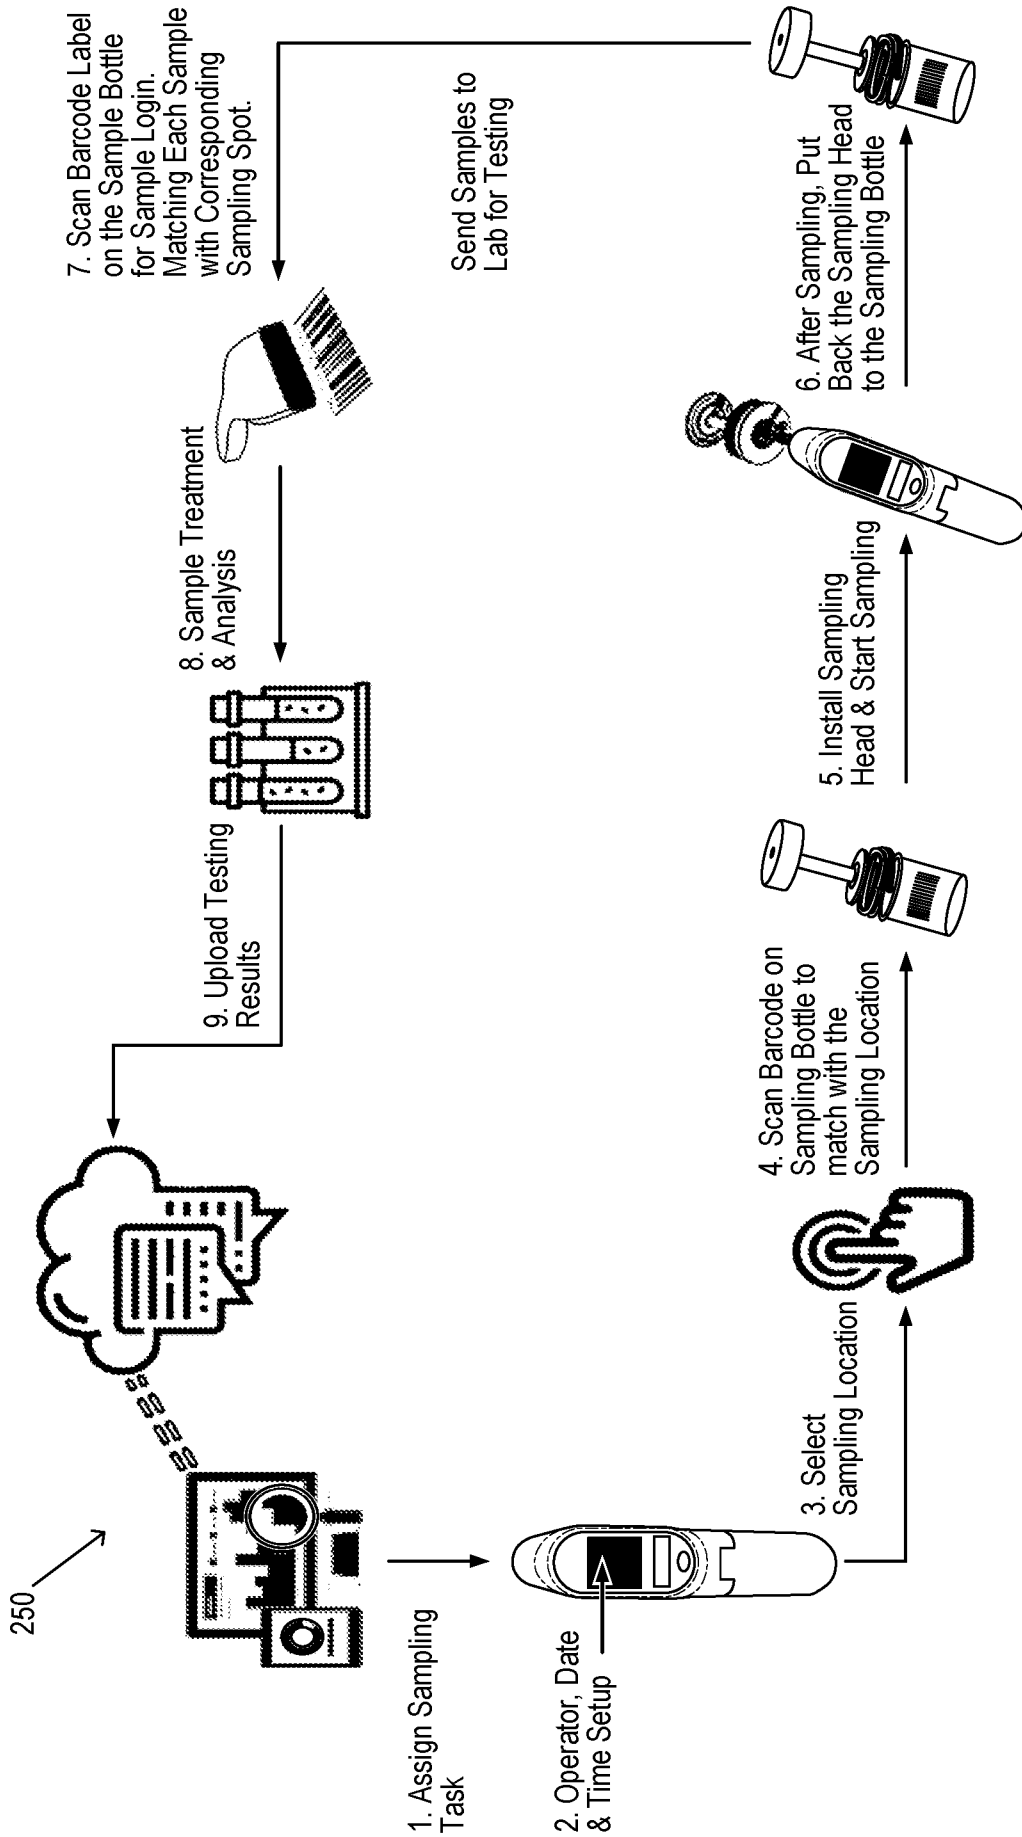 250
1. Assign Sampling
Task
2. Operator, Date
& Time Setup
3. Select
Sampling Location
4. Scan Barcode on
Sampling Bottle to
match with the
Sampling Location
5. Install Sampling
Head & Start Sampling
6. After Sampling, Put
Back the Sampling Head
to the Sampling Bottle
Send Samples to
Lab for Testing
7. Scan Barcode Label
on the Sample Bottle
for Sample Login.
Matching Each Sample
with Corresponding
Sampling Spot.
8. Sample Treatment
& Analysis
9. Upload Testing
Results